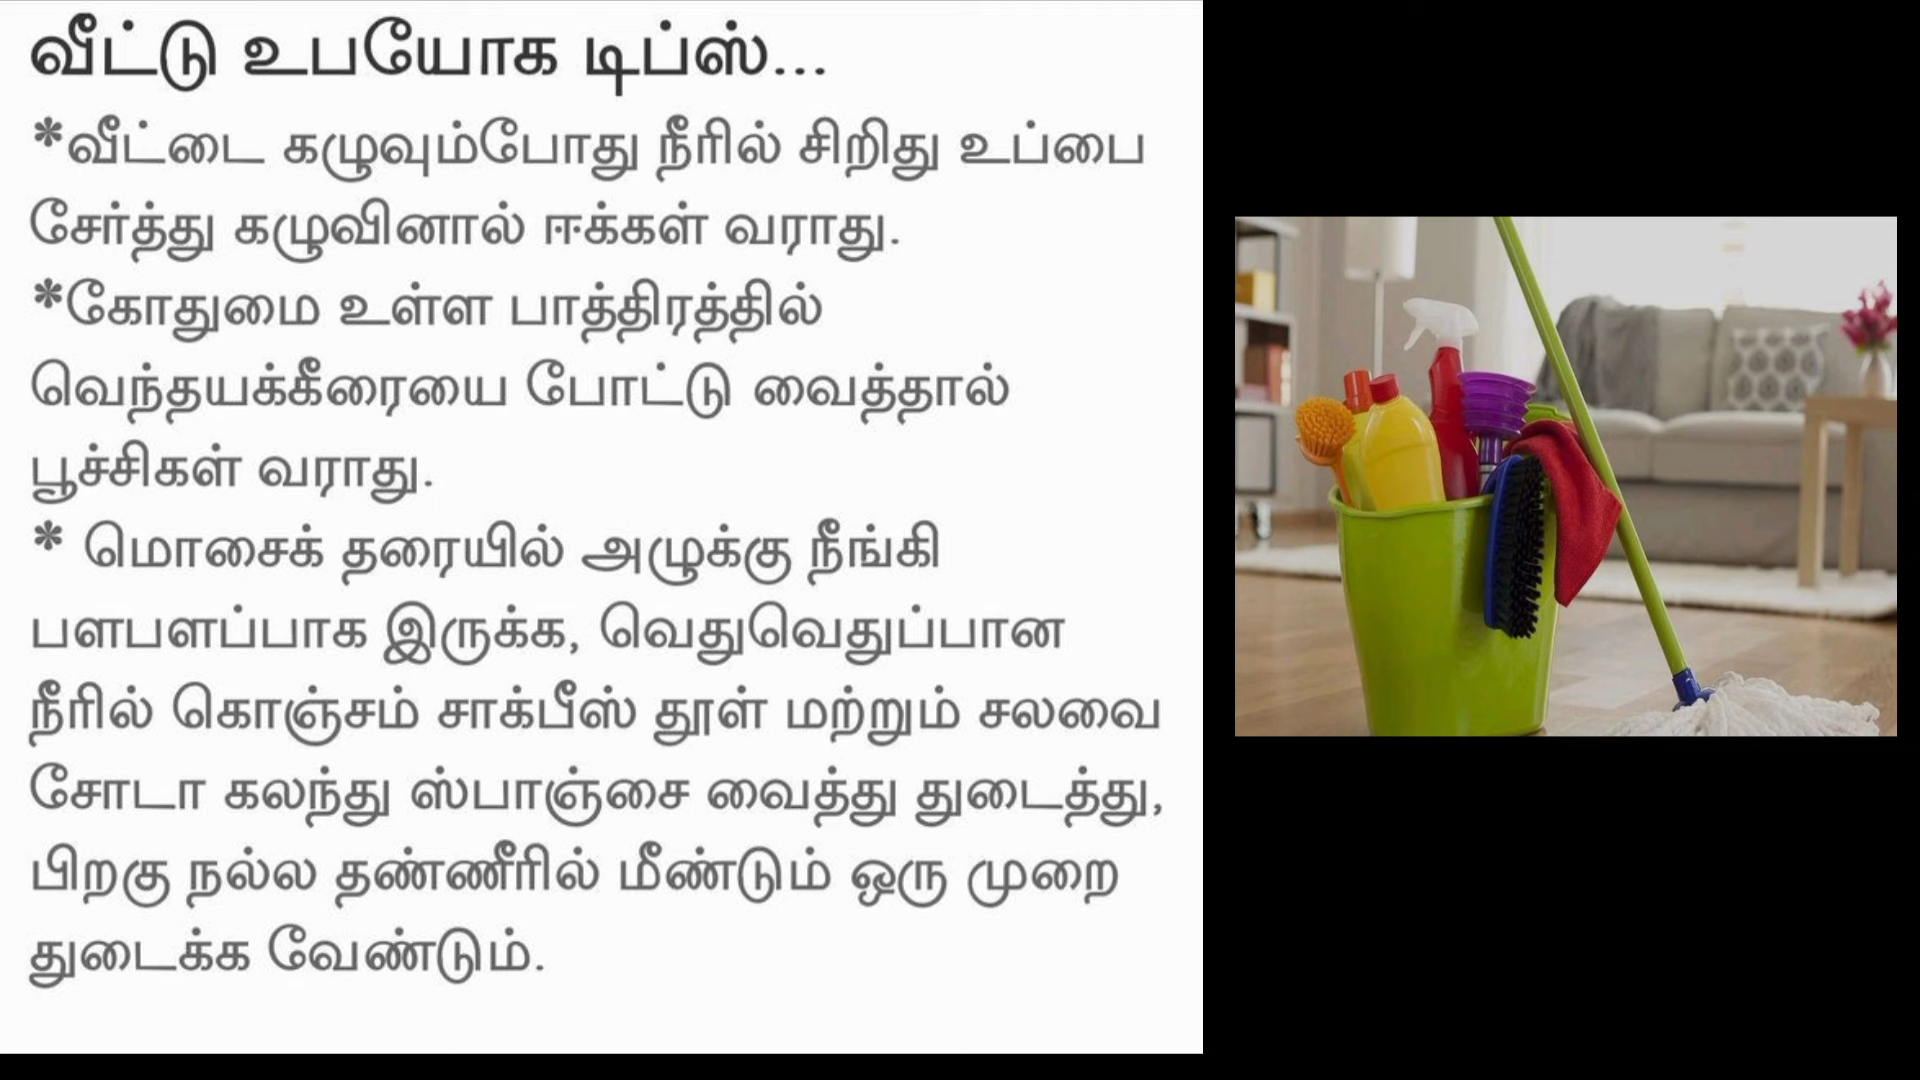 வீட்டு உபயோக டிப்ஸ்...
*வீட்டை கழுவும்போது நீரில் சிறிது உப்பை
சேர்த்து கழுவினால் ஈக்கள் வராது.
*கோதுமை உள்ள பாத்திரத்தில்
வெந்தயக்கீரையை போட்டு வைத்தால்
பூச்சிகள் வராது.
* மொசைக் தரையில் அழுக்கு நீங்கி
பளபளப்பாக இருக்க, வெதுவெதுப்பான
நீரில் கொஞ்சம் சாக்பீஸ் தூள் மற்றும் சலவை
சோடா கலந்து ஸ்பாஞ்சை வைத்து துடைத்து,
பிறகு நல்ல தண்ணீரில் மீண்டும் ஒரு முறை
துடைக்க வேண்டும்.